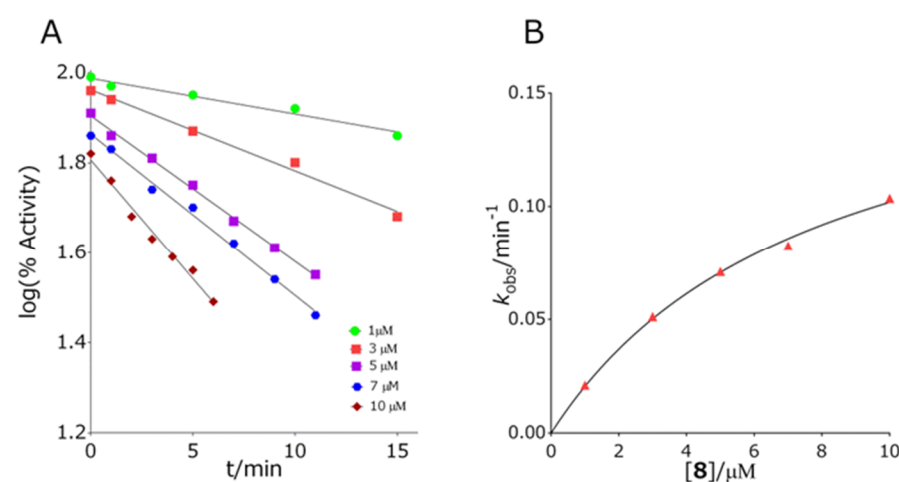 A
2.0
1.8
1.6
1.4
1.2
log(% Activity)
0
5
10
15
t/min
1μM
3 μM
5 μM
7 μM
10 μM
B
0.15
0.10
0.05
0.00
k_obs/min⁻¹
0
2
4
6
8
10
[8]/μM